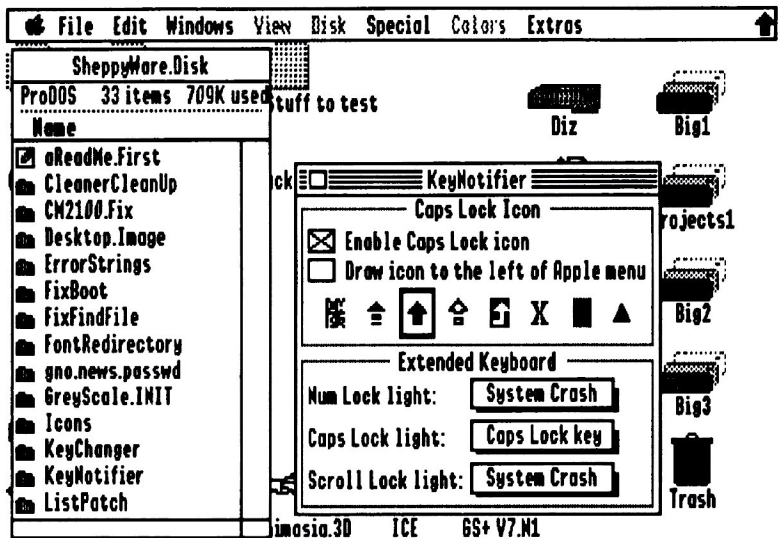 File Edit Windows View Disk Special Colors Extras
SheppyWare.Disk
ProDOS 33 items 709K used
Name
aReadMe.First
CleanerCleanUp
CM2100.Fix
Desktop.Image
ErrorStrings
FixBoot
FixFindFile
FontRedirectory
gno.news.passwd
GreyScale.INIT
Icons
KeyChanger
KeyNotifier
ListPatch
Stuff to test
Diz
Big1
rojects1
Big2
Big3
Trash
ick
KeyNotifier
Caps Lock Icon
Enable Caps Lock icon
Draw icon to the left of Apple menu
X
Extended Keyboard
Num Lock light: System Crash
Caps Lock light: Caps Lock key
Scroll Lock light: System Crash
imasia.3D ICE GS+ V7.N1